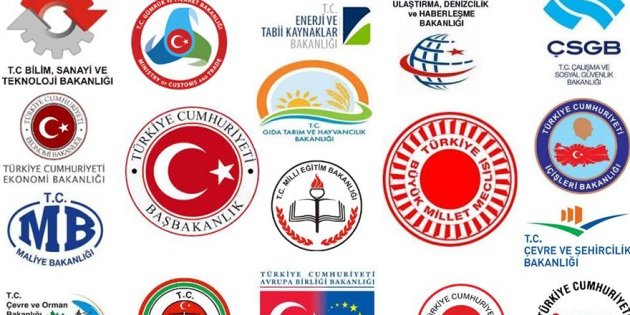 T.C BİLİM, SANAYİ VE
TEKNOLOJİ BAKANLIĞI
T.C. GÜMRÜK VE TİCARET BAKANLIĞI
MINISTRY OF CUSTOMS AND TRADE
T.C.
ENERJİ VE
TABİİ KAYNAKLAR
BAKANLIĞI
ULAŞTIRMA, DENİZCİLİK
ve HABERLEŞME
BAKANLIĞI
ÇSGB
T.C. ÇALIŞMA VE
SOSYAL GÜVENLİK BAKANLIĞI
TÜRKİYE CUMHURİYETİ
EKONOMİ BAKANLIĞI
TÜRKİYE CUMHURİYETİ
EKONOMİ BAKANLIĞI
TÜRKİYE CUMHURİYETİ
BAŞBAKANLIK
T.C.
GIDA TARIM VE HAYVANCILIK
BAKANLIĞI
T.C. MİLLİ EĞİTİM BAKANLIĞI
TÜRKİYE
BÜYÜK MİLLET MECLİSİ
TÜRKİYE CUMHURİYETİ
İÇİŞLERİ BAKANLIĞI
T.C.
MB
MALİYE BAKANLIĞI
T.C.
ÇEVRE VE ŞEHİRCİLİK
BAKANLIĞI
T.C.
Çevre ve Orman
Bakanlığı
T.C.
TÜRKİYE CUMHURİYETİ
AVRUPA BİRLİĞİ BAKANLIĞI
TÜRKİYE CUMHURİYETİ
TÜRKİYE CUMHURİYETİ